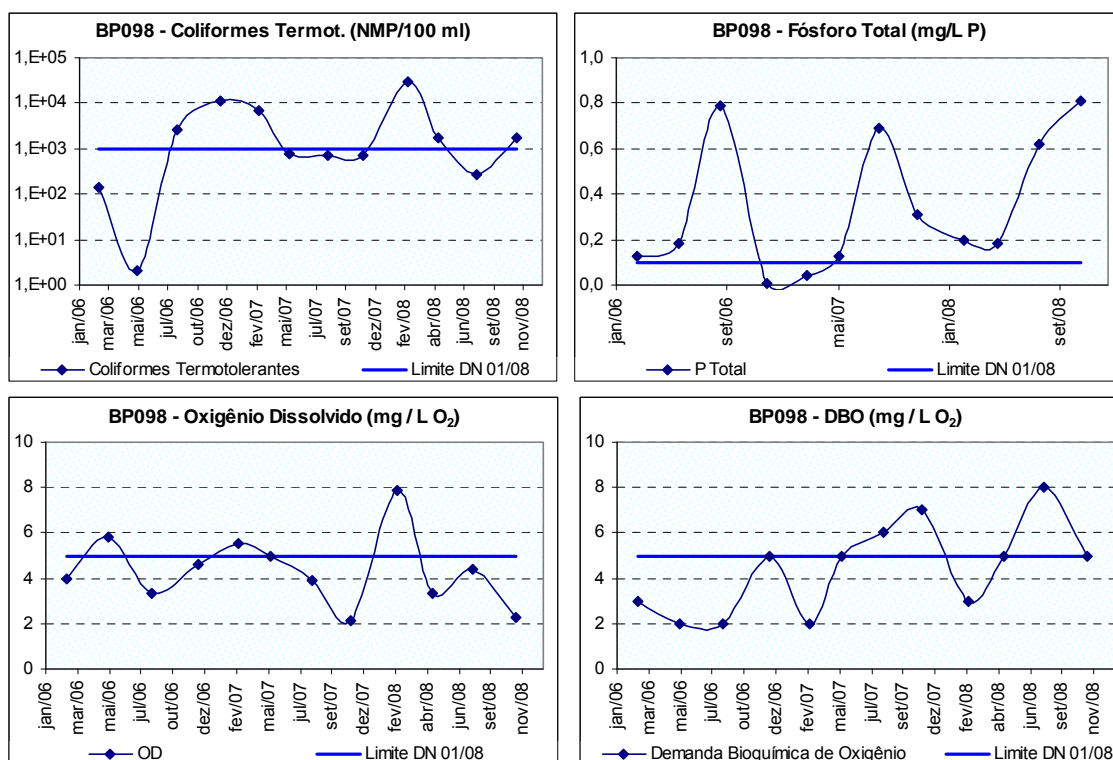 BP098 - Coliformes Termot. (NMP/100 ml)
1,E+05
1,E+04
1,E+03
1,E+02
1,E+01
1,E+00
jan/06
mar/06
mai/06
jul/06
out/06
dez/06
fev/07
mai/07
jul/07
set/07
dez/07
fev/08
abr/08
jun/08
set/08
nov/08
Coliformes Termotolerantes
Limite DN 01/08
BP098 - Fósforo Total (mg/L P)
1,0
0,8
0,6
0,4
0,2
0,0
jan/06
set/06
mai/07
jan/08
set/08
P Total
Limite DN 01/08
BP098 - Oxigênio Dissolvido (mg / L O₂)
10
8
6
4
2
0
jan/06
mar/06
mai/06
jul/06
out/06
dez/06
fev/07
mai/07
jul/07
set/07
dez/07
fev/08
abr/08
jun/08
set/08
nov/08
OD
Limite DN 01/08
BP098 - DBO (mg / L O₂)
10
8
6
4
2
0
jan/06
mar/06
mai/06
jul/06
out/06
dez/06
fev/07
mai/07
jul/07
set/07
dez/07
fev/08
abr/08
jun/08
set/08
nov/08
Demanda Bioquímica de Oxigênio
Limite DN 01/08